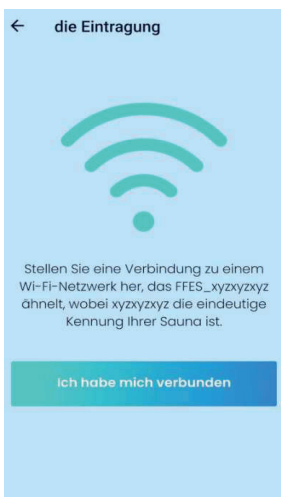 die Eintragung
Stellen Sie eine Verbindung zu einem
Wi-Fi-Netzwerk her, das FFES_xyzxyzxyz
ähnelt, wobei xyzxyzxyz die eindeutige
Kennung Ihrer Sauna ist.
Ich habe mich verbunden